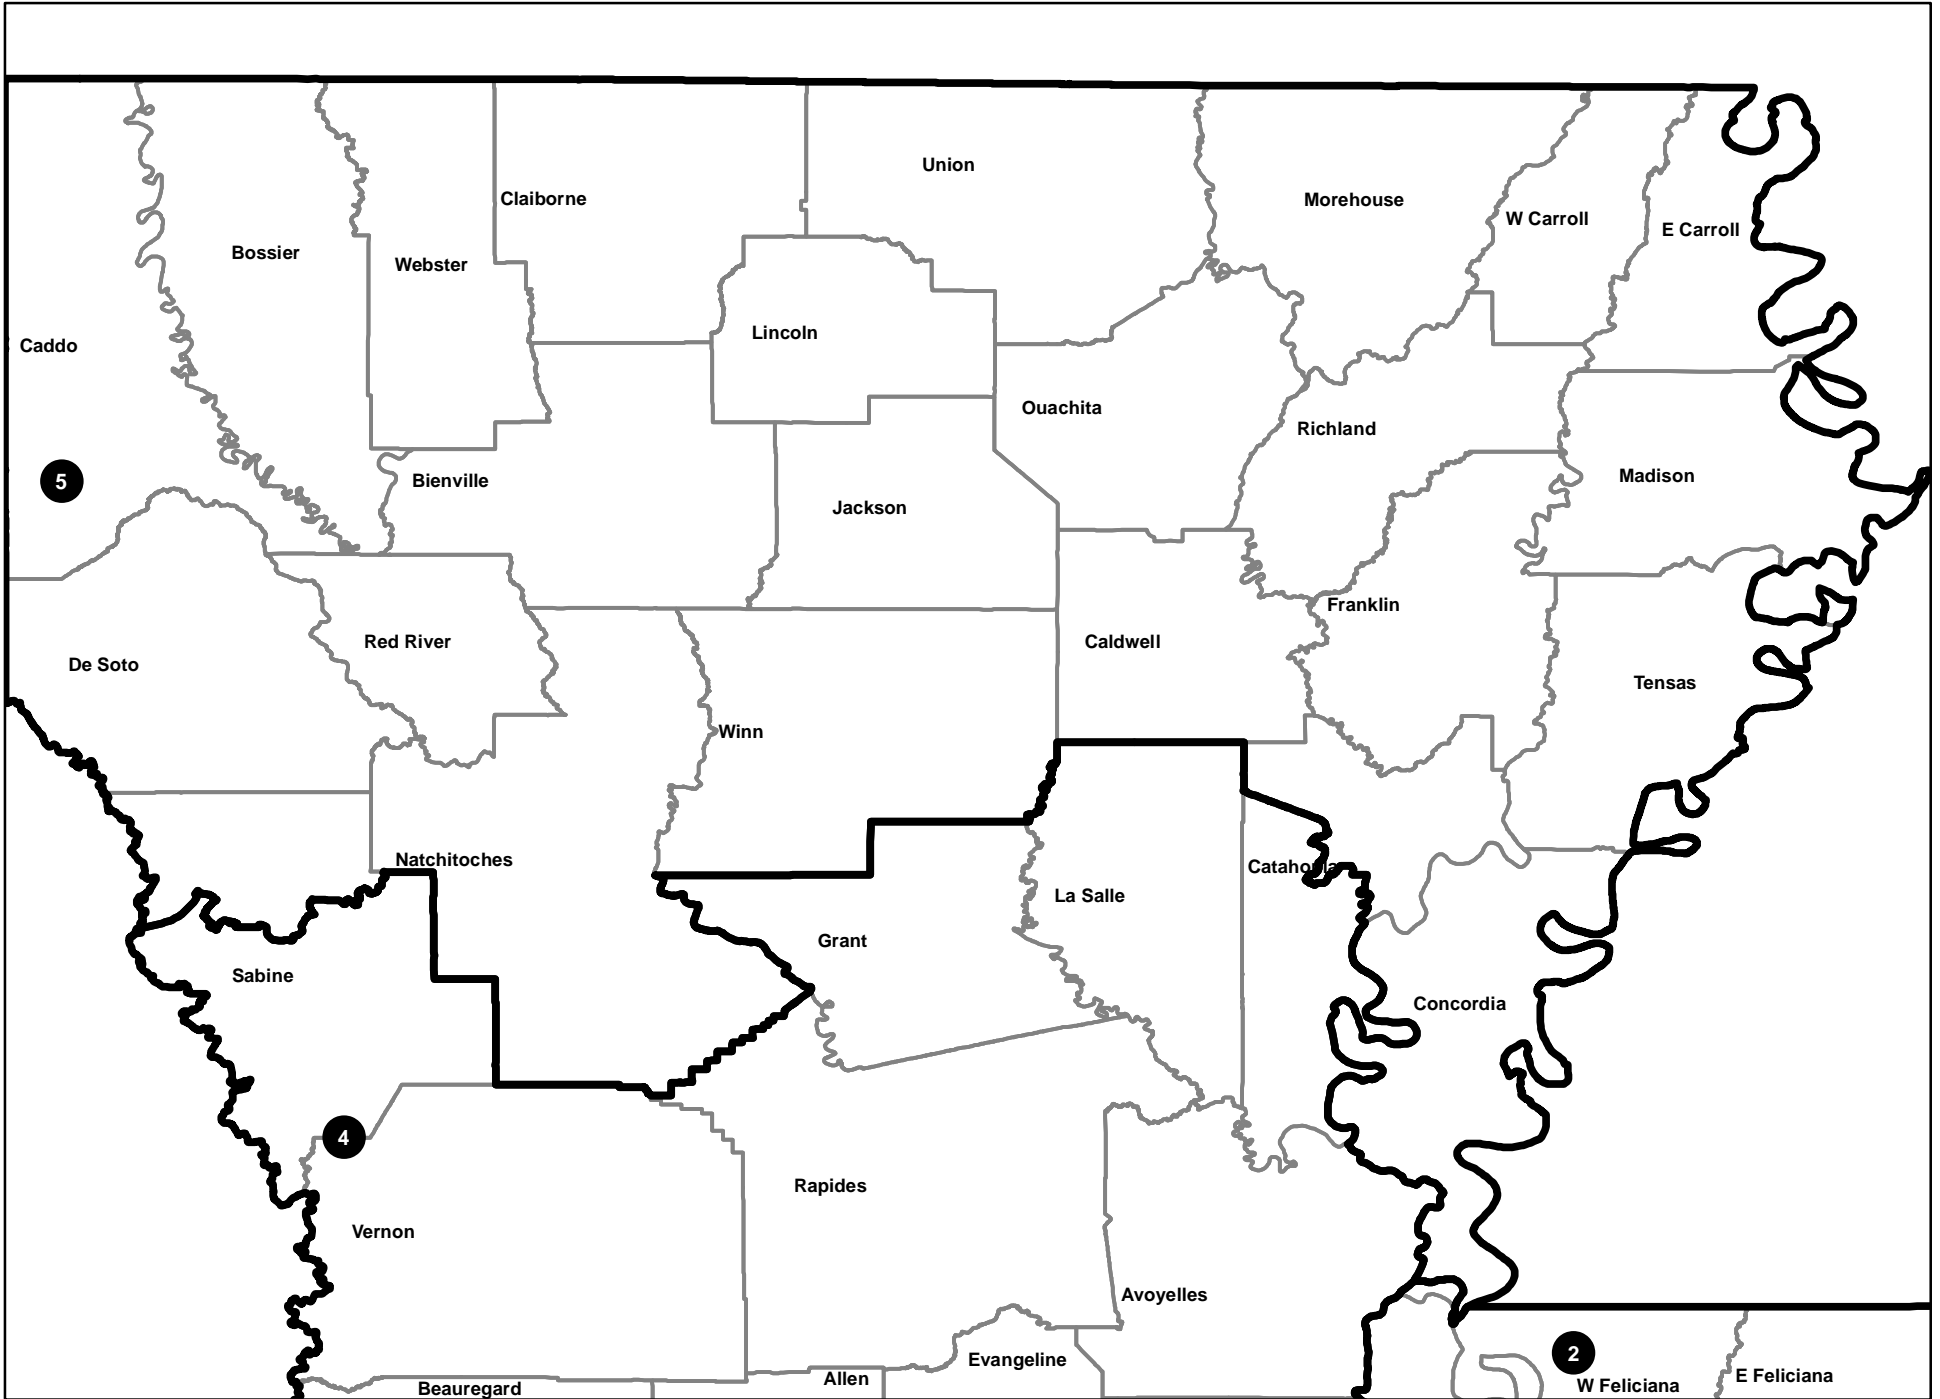 Union
Claiborne
Morehouse
W Carroll
E Carroll
Bossier
Webster
Lincoln
Caddo
Ouachita
Richland
Madison
5
Bienville
Jackson
Franklin
Red River
Caldwell
De Soto
Tensas
Winn
Natchitoches
Catahoula
La Salle
Grant
Sabine
Concordia
4
Rapides
Vernon
Avoyelles
2
Evangeline
E Feliciana
Allen
W Feliciana
Beauregard